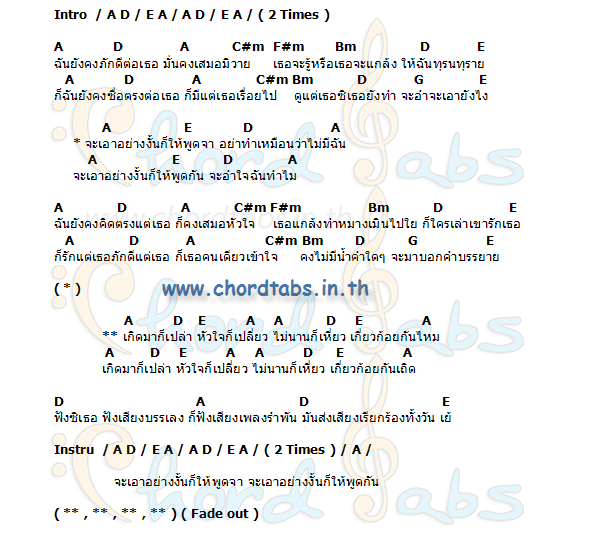 Intro / A D / E A / A D / E A / ( 2 Times )
A D A C#m F#m Bm D E
ฉันยังคงภักดีต่อเธอ มั่นคงเสมอมิวาย เธอจะรู้หรือเธอจะแกล้ง ให้ฉันทุรนทุราย
A D A C#m Bm D G E
ก็ฉันยังคงซื่อตรงต่อเธอ ก็มีแต่เธอเรื่อยไป ดูแต่เธอซิเธอยังทำ จะอำจะเอายังไง
A E D A
* จะเอาอย่างงั้นก็ให้พูดจา อย่าทำเหมือนว่าไม่มีฉัน
A E D A
จะเอาอย่างงั้นก็ให้พูดกัน จะอำใจฉันทำไม
A D A C#m F#m Bm D E
ฉันยังคงคิดตรงแต่เธอ ก็คงเสมอหัวใจ เธอแกล้งทำหมางเมินไปใย ก็ใครเล่าเขารักเธอ
A D A C#m Bm D G E
ก็รักแต่เธอภักดีแต่เธอ ก็เธอคนเดียวเข้าใจ คงไม่มีน้ำคำใดๆ จะมาบอกคำบรรยาย
( * )
www.chordtabs.in.th
A D E A A D E A
** เกิดมาก็เปล่า หัวใจก็เปลี่ยว ไม่นานก็เหี่ยว เกี่ยวก้อยกันไหม
A D E A A D E A
เกิดมาก็เปล่า หัวใจก็เปลี่ยว ไม่นานก็เหี่ยว เกี่ยวก้อยกันเถิด
D A D E
ฟังซิเธอ ฟังเสียงบรรเลง ก็ฟังเสียงเพลงรำพัน มันส่งเสียงเรียกร้องทั้งวัน เย้
Instru / A D / E A / A D / E A / ( 2 Times ) / A /
จะเอาอย่างงั้นก็ให้พูดจา จะเอาอย่างงั้นก็ให้พูดกัน
( ** , ** , ** , ** ) ( Fade out )